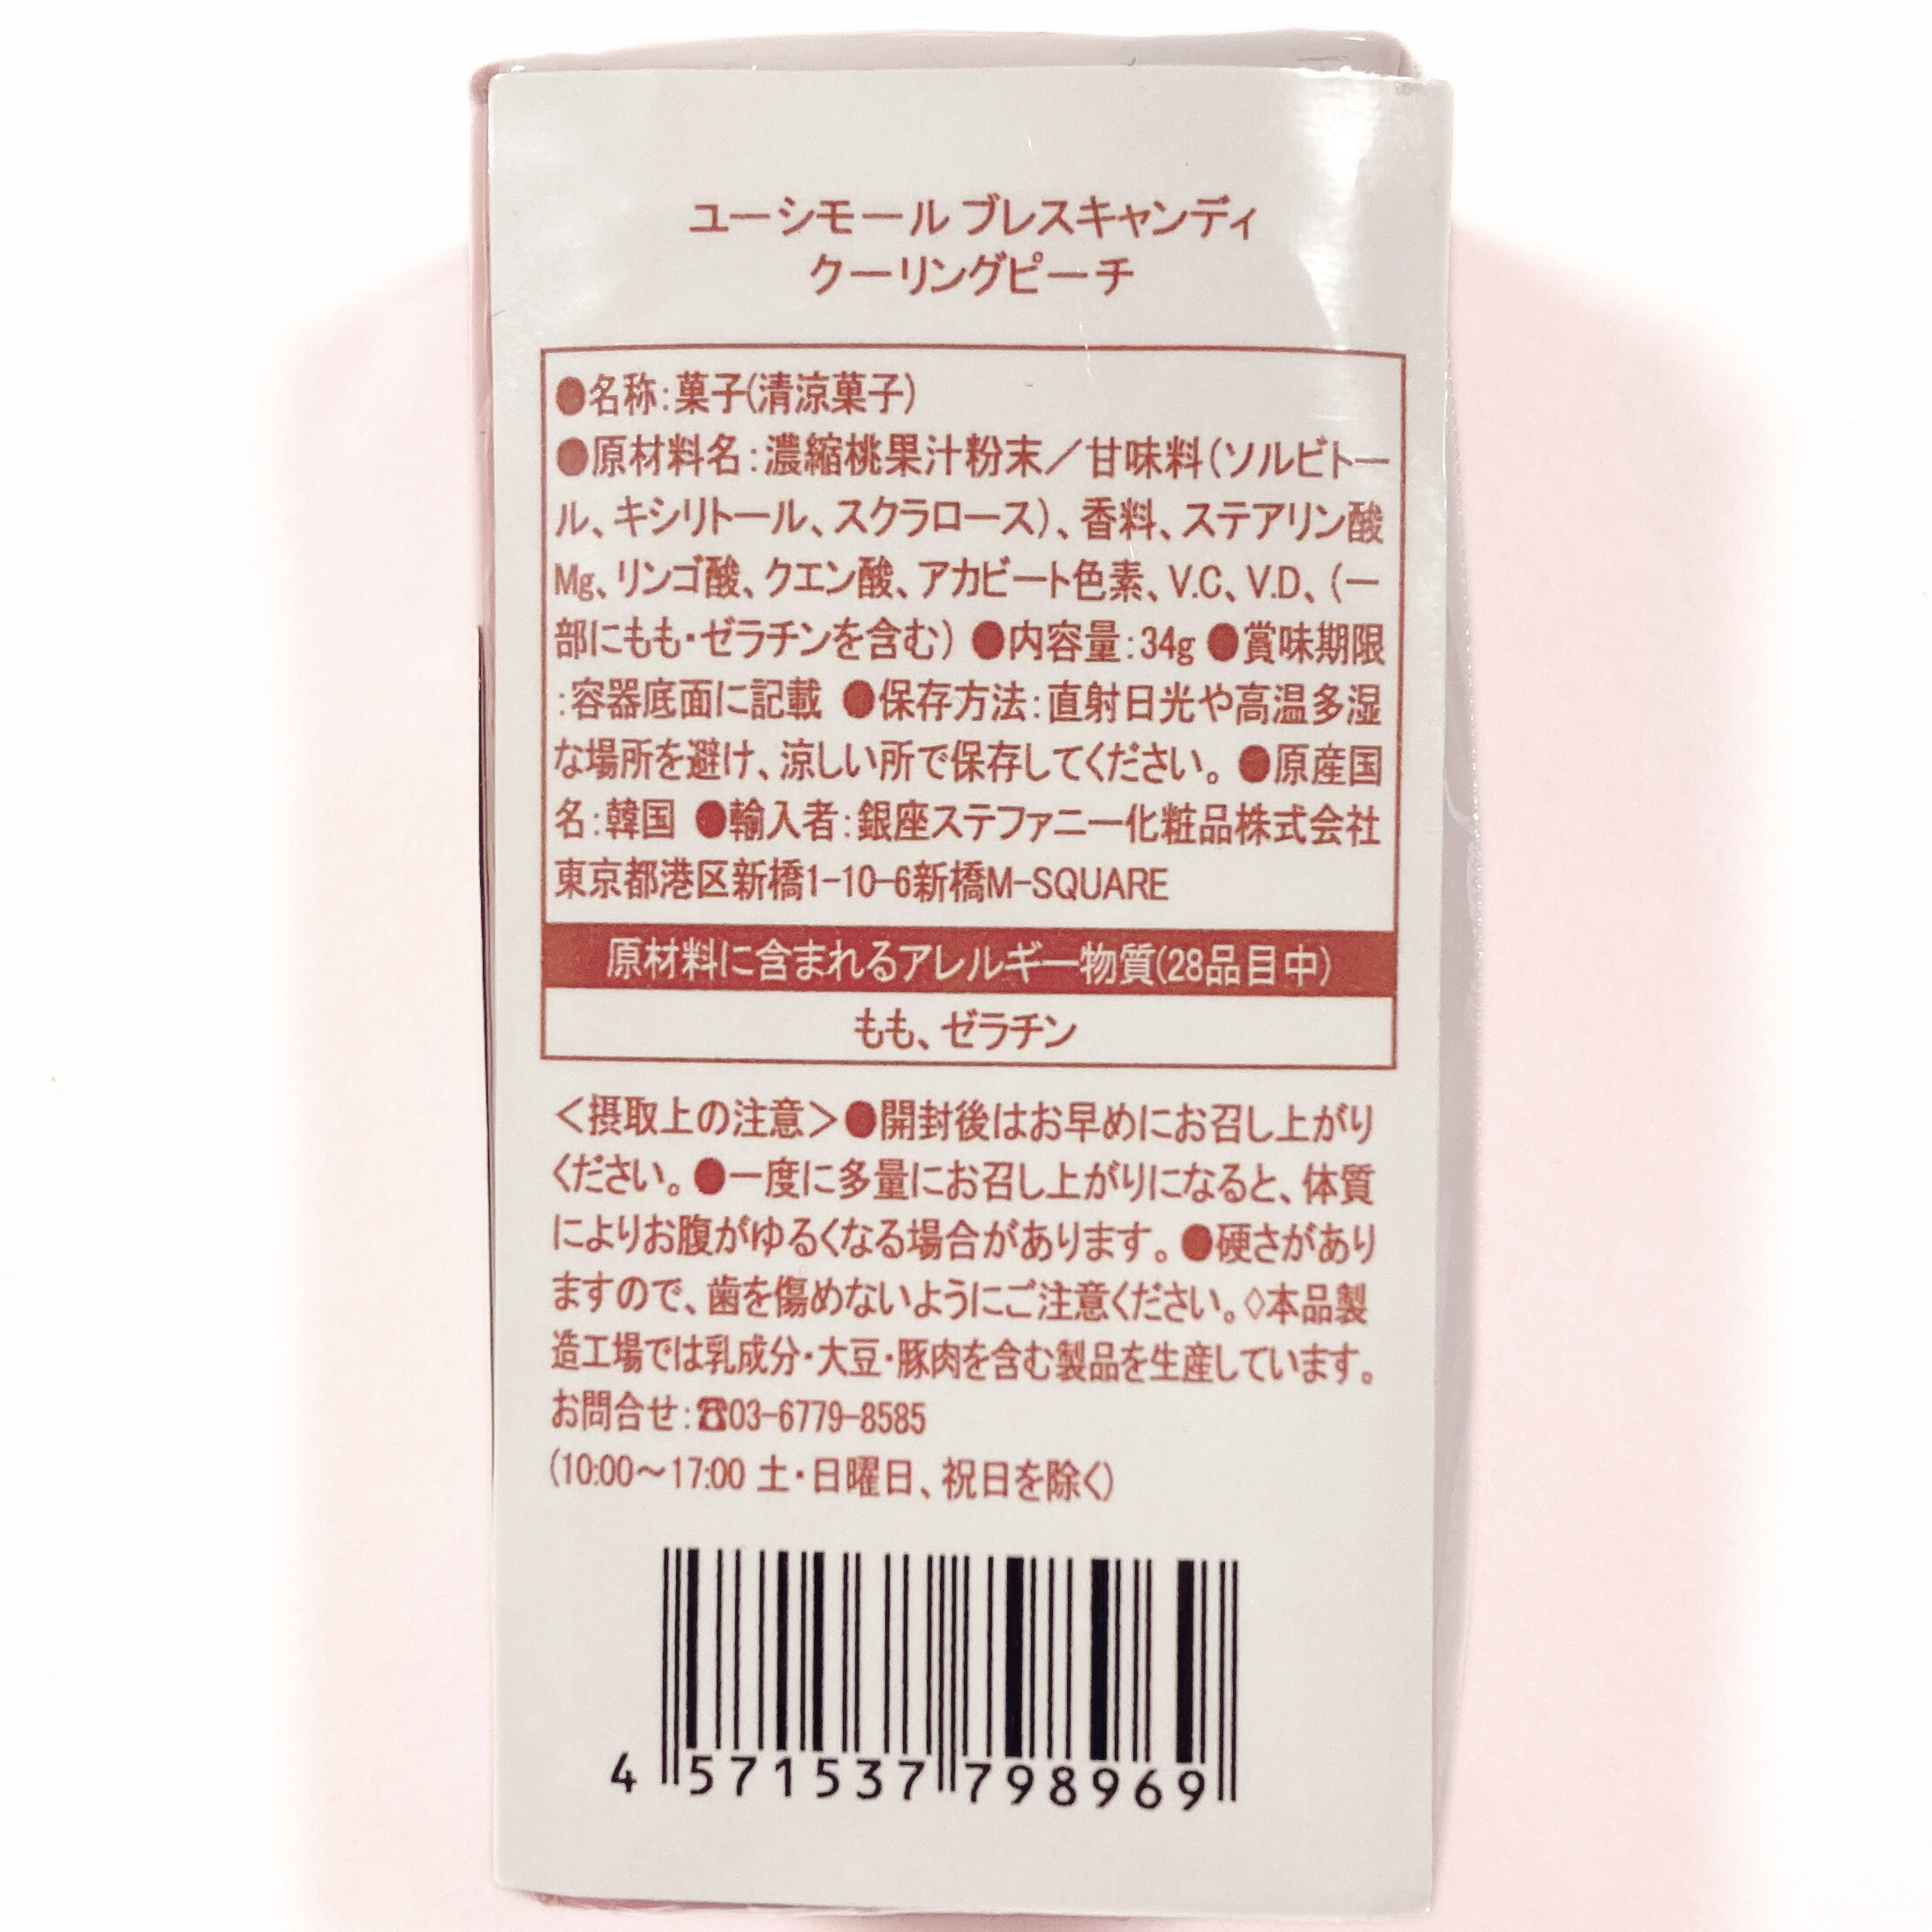 ユーシモール ブレスキャンディ
クーリングピーチ
●名称:菓子(清涼菓子)
●原材料名:濃縮桃果汁粉末／甘味料(ソルビトー
ル、キシリトール、スクラロース)、香料、ステアリン酸
Mg、リンゴ酸、クエン酸、アカビート色素、V.C、V.D、(一
部にもも・ゼラチンを含む) ●内容量:34g ●賞味期限
:容器底面に記載 ●保存方法:直射日光や高温多湿
な場所を避け、涼しい所で保存してください。 ●原産国
名:韓国 ●輸入者:銀座ステファニー化粧品株式会社
東京都港区新橋1-10-6新橋M-SQUARE
原材料に含まれるアレルギー物質(28品目中)
もも、ゼラチン
＜摂取上の注意＞●開封後はお早めにお召し上がり
ください。●一度に多量にお召し上がりになると、体質
によりお腹がゆるくなる場合があります。●硬さがあり
ますので、歯を傷めないようにご注意ください。◇本品製
造工場では乳成分・大豆・豚肉を含む製品を生産しています。
お問合せ:☎03-6779-8585
(10:00～17:00 土・日曜日、祝日を除く)
4 571537 798969